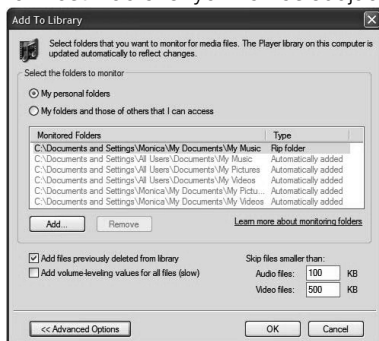 Add To Library
Select folders that you want to monitor for media files. The Player library on this computer is
updated automatically to reflect changes.
Select the folders to monitor
My personal folders
My folders and those of others that I can access
Monitored Folders Type
C:\Documents and Settings\Monica\My Documents\My Music Rip folder
C:\Documents and Settings\All Users\Documents\My Music Automatically added
C:\Documents and Settings\All Users\Documents\My Pictures Automatically added
C:\Documents and Settings\All Users\Documents\My Videos Automatically added
C:\Documents and Settings\Monica\My Documents\My Pictu... Automatically added
C:\Documents and Settings\Monica\My Documents\My Videos Automatically added
Add... Remove Learn more about monitoring folders
Add files previously deleted from library Skip files smaller than:
Add volume-leveling values for all files (slow) Audio files: 100 KB
Video files: 500 KB
<< Advanced Options OK Cancel